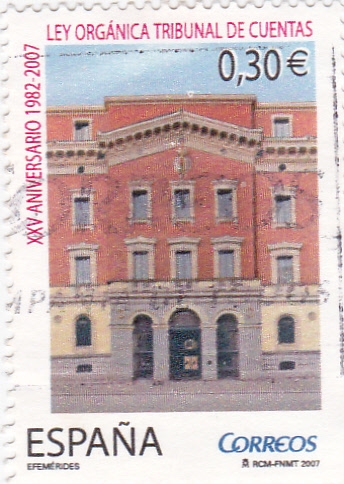 LEY ORGÁNICA TRIBUNAL DE CUENTAS
XXV-ANIVERSARIO 1982-2007
0,30 €
ESPAÑA
EFEMÉRIDES
CORREOS
RCM-FNMT 2007